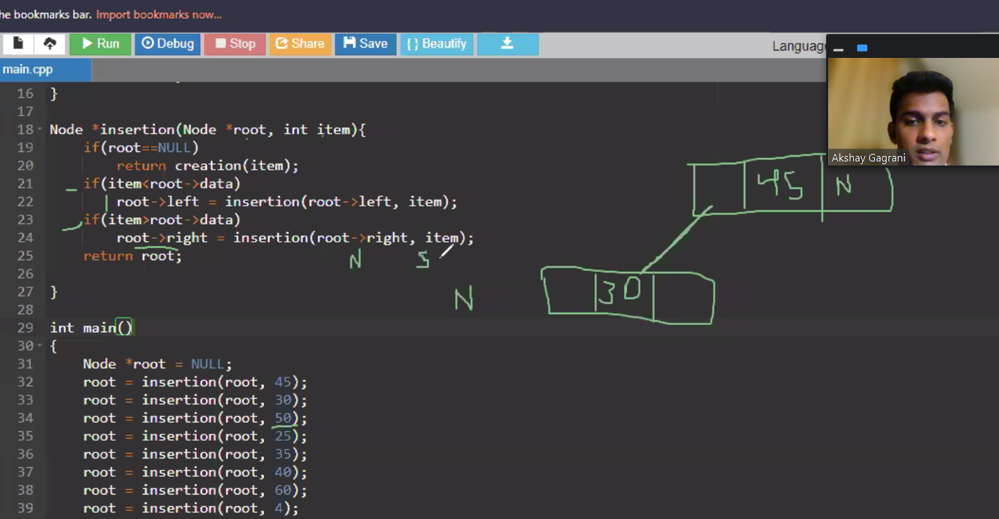 he bookmarks bar. Import bookmarks now...
Run Debug Stop Share Save { } Beautify
Language
main.cpp
Akshay Gagrani
16 }
17
18 Node *insertion(Node *root, int item){
19 if(root==NULL)
20 return creation(item);
21 if(item<root->data)
22 root->left = insertion(root->left, item);
23 if(item>root->data)
24 root->right = insertion(root->right, item);
25 return root;
26
27 }
28
29 int main()
30 {
31 Node *root = NULL;
32 root = insertion(root, 45);
33 root = insertion(root, 30);
34 root = insertion(root, 50);
35 root = insertion(root, 25);
36 root = insertion(root, 35);
37 root = insertion(root, 40);
38 root = insertion(root, 60);
39 root = insertion(root, 4);
45 N
30
N 5
N